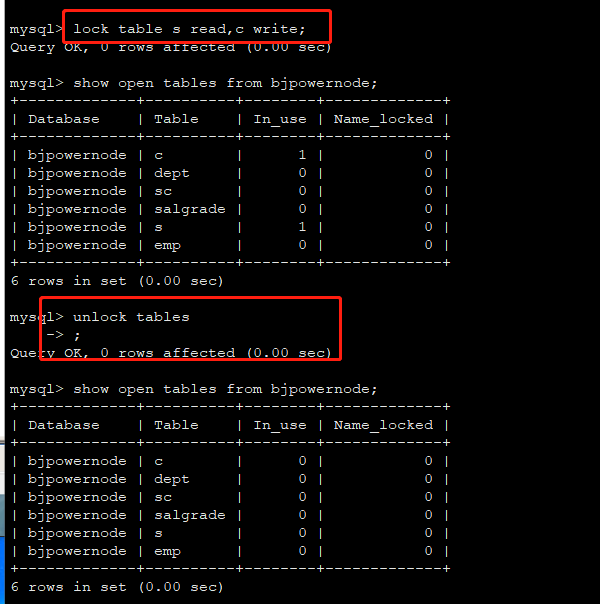 mysql> lock table s read,c write;
Query OK, 0 rows affected (0.00 sec)
mysql> show open tables from bjpowernode;
+-------------+----------+--------+-------------+
| Database    | Table    | In_use | Name_locked |
+-------------+----------+--------+-------------+
| bjpowernode | c        |      1 |           0 |
| bjpowernode | dept     |      0 |           0 |
| bjpowernode | sc       |      0 |           0 |
| bjpowernode | salgrade |      0 |           0 |
| bjpowernode | s        |      1 |           0 |
| bjpowernode | emp      |      0 |           0 |
+-------------+----------+--------+-------------+
6 rows in set (0.00 sec)
mysql> unlock tables
    -> ;
Query OK, 0 rows affected (0.00 sec)
mysql> show open tables from bjpowernode;
+-------------+----------+--------+-------------+
| Database    | Table    | In_use | Name_locked |
+-------------+----------+--------+-------------+
| bjpowernode | c        |      0 |           0 |
| bjpowernode | dept     |      0 |           0 |
| bjpowernode | sc       |      0 |           0 |
| bjpowernode | salgrade |      0 |           0 |
| bjpowernode | s        |      0 |           0 |
| bjpowernode | emp      |      0 |           0 |
+-------------+----------+--------+-------------+
6 rows in set (0.00 sec)